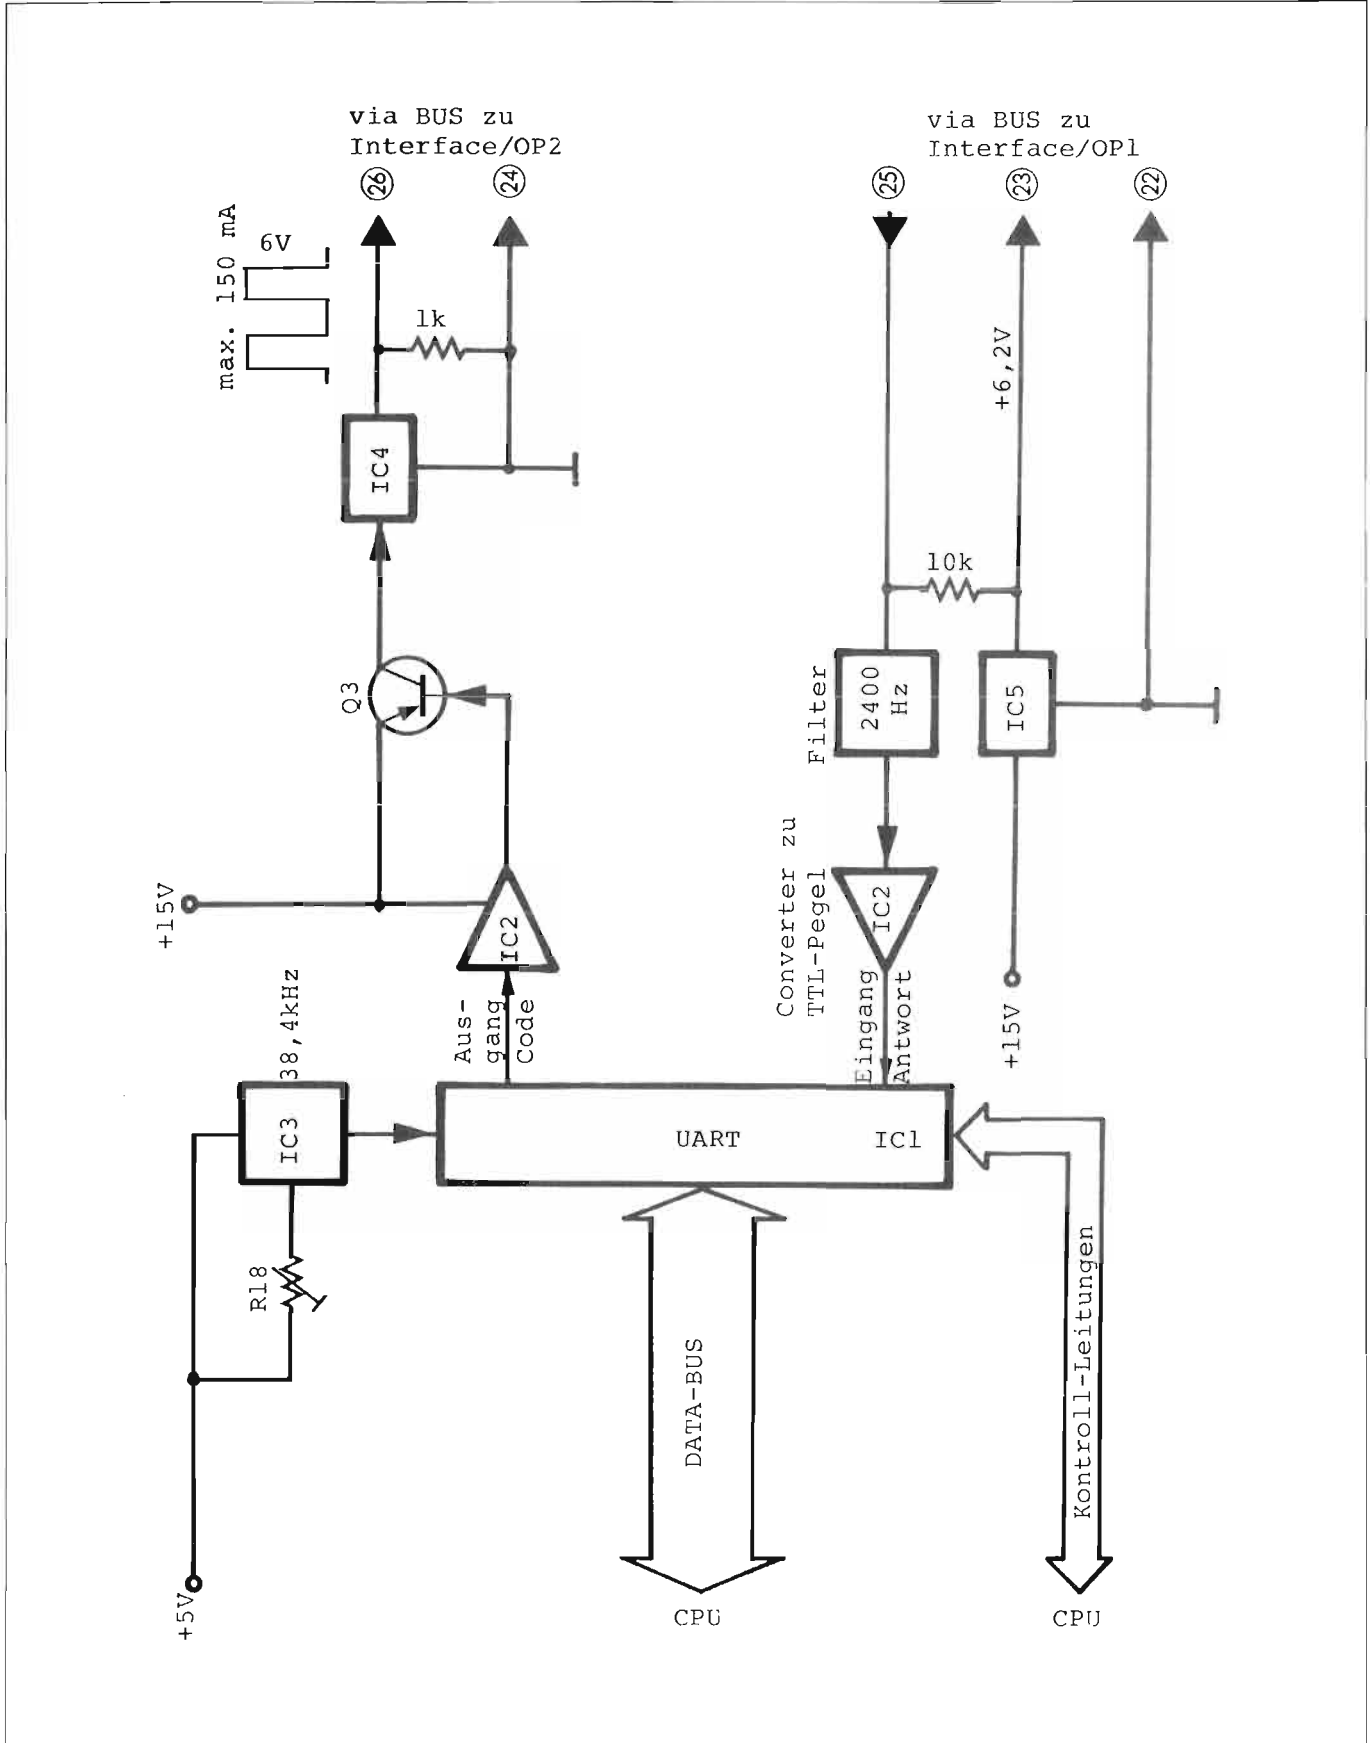 via BUS zu
Interface/OP2
via BUS zu
Interface/OP1
26
24
25
23
22
max. 150 mA
6V
1k
+6,2V
IC4
10k
Q3
Filter
2400
Hz
IC5
+15V
IC2
Converter zu
TTL-Pegel
IC2
+15V
38,4kHz
Aus-
gang
Code
Eingang
Antwort
IC3
UART
IC1
R18
DATA-BUS
Kontroll-Leitungen
+5V
CPU
CPU